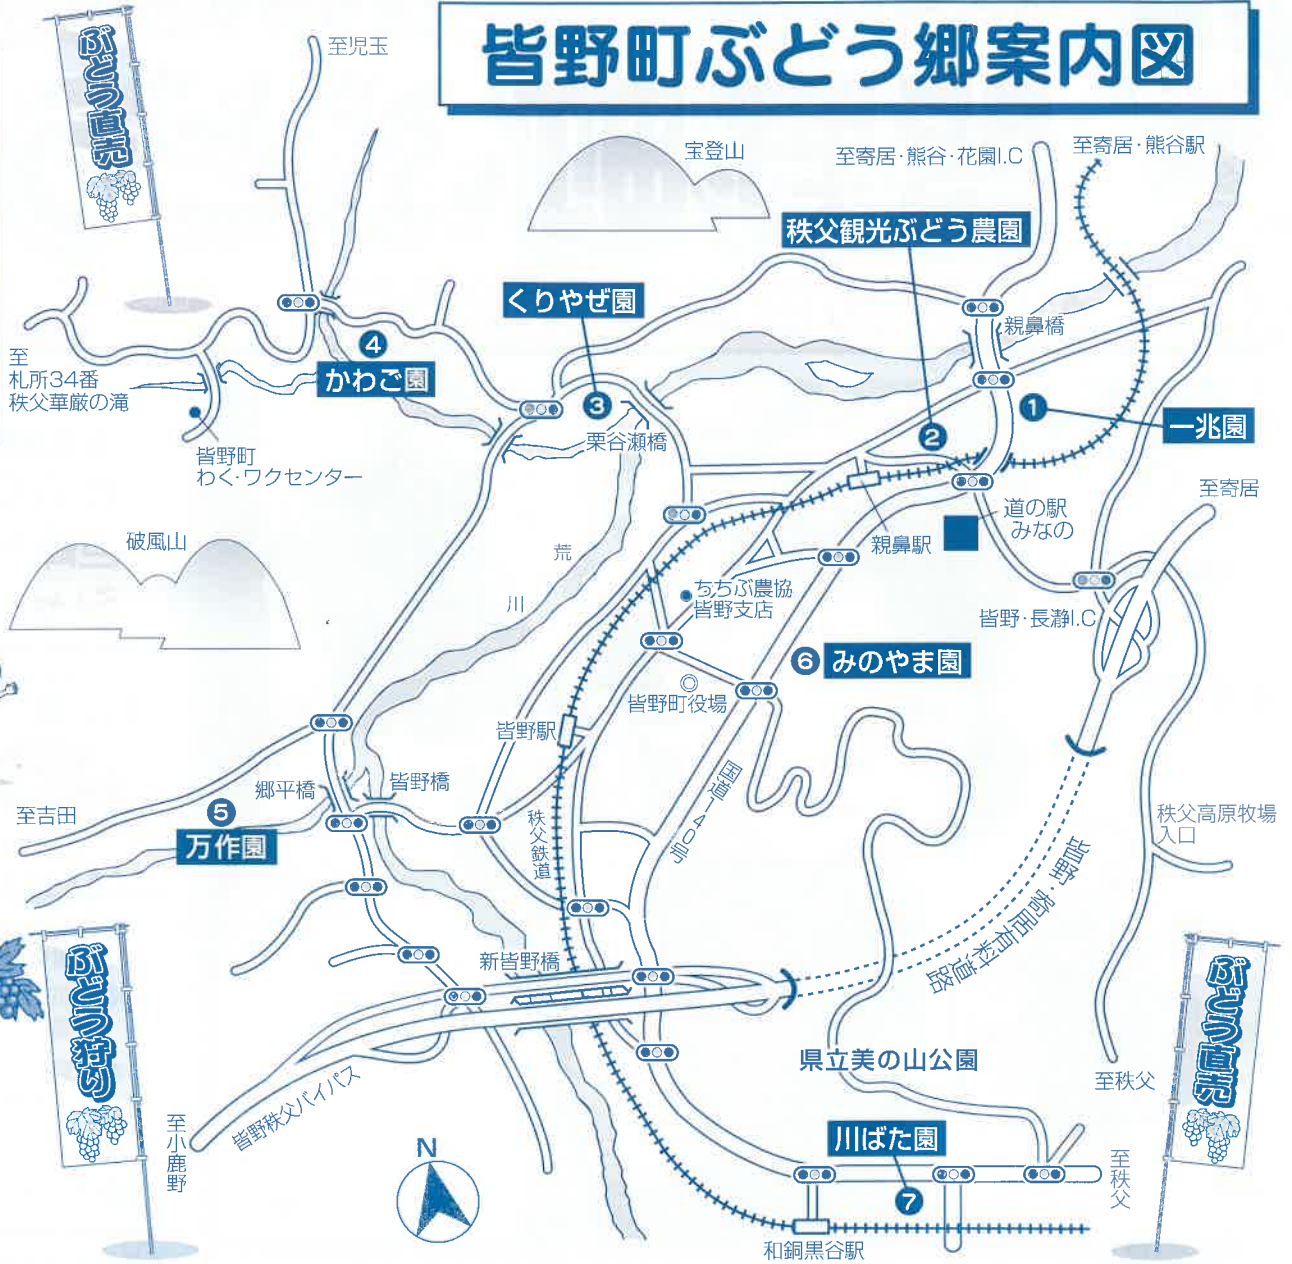 皆野町ぶどう郷案内図
ぶどう直売
至児玉
宝登山
至寄居・熊谷・花園I.C
至寄居・熊谷駅
秩父観光ぶどう農園
くりやぜ園
親鼻橋
④
かわご園
至
札所34番
秩父華厳の滝
③
①
②
一兆園
栗谷瀬橋
皆野町
わく・ワクセンター
至寄居
道の駅
みなの
親鼻駅
破風山
荒
川
ちちぶ農協
皆野支店
皆野・長瀞I.C
⑥
みのやま園
皆野町役場
皆野駅
国道140号
郷平橋
皆野橋
至吉田
⑤
万作園
秩父鉄道
秩父高原牧場
入口
皆野寄居有料道路
新皆野橋
ぶどう狩り
ぶどう直売
県立美の山公園
至秩父
皆野秩父バイパス
至小鹿野
N
川ばた園
⑦
至秩父
和銅黒谷駅